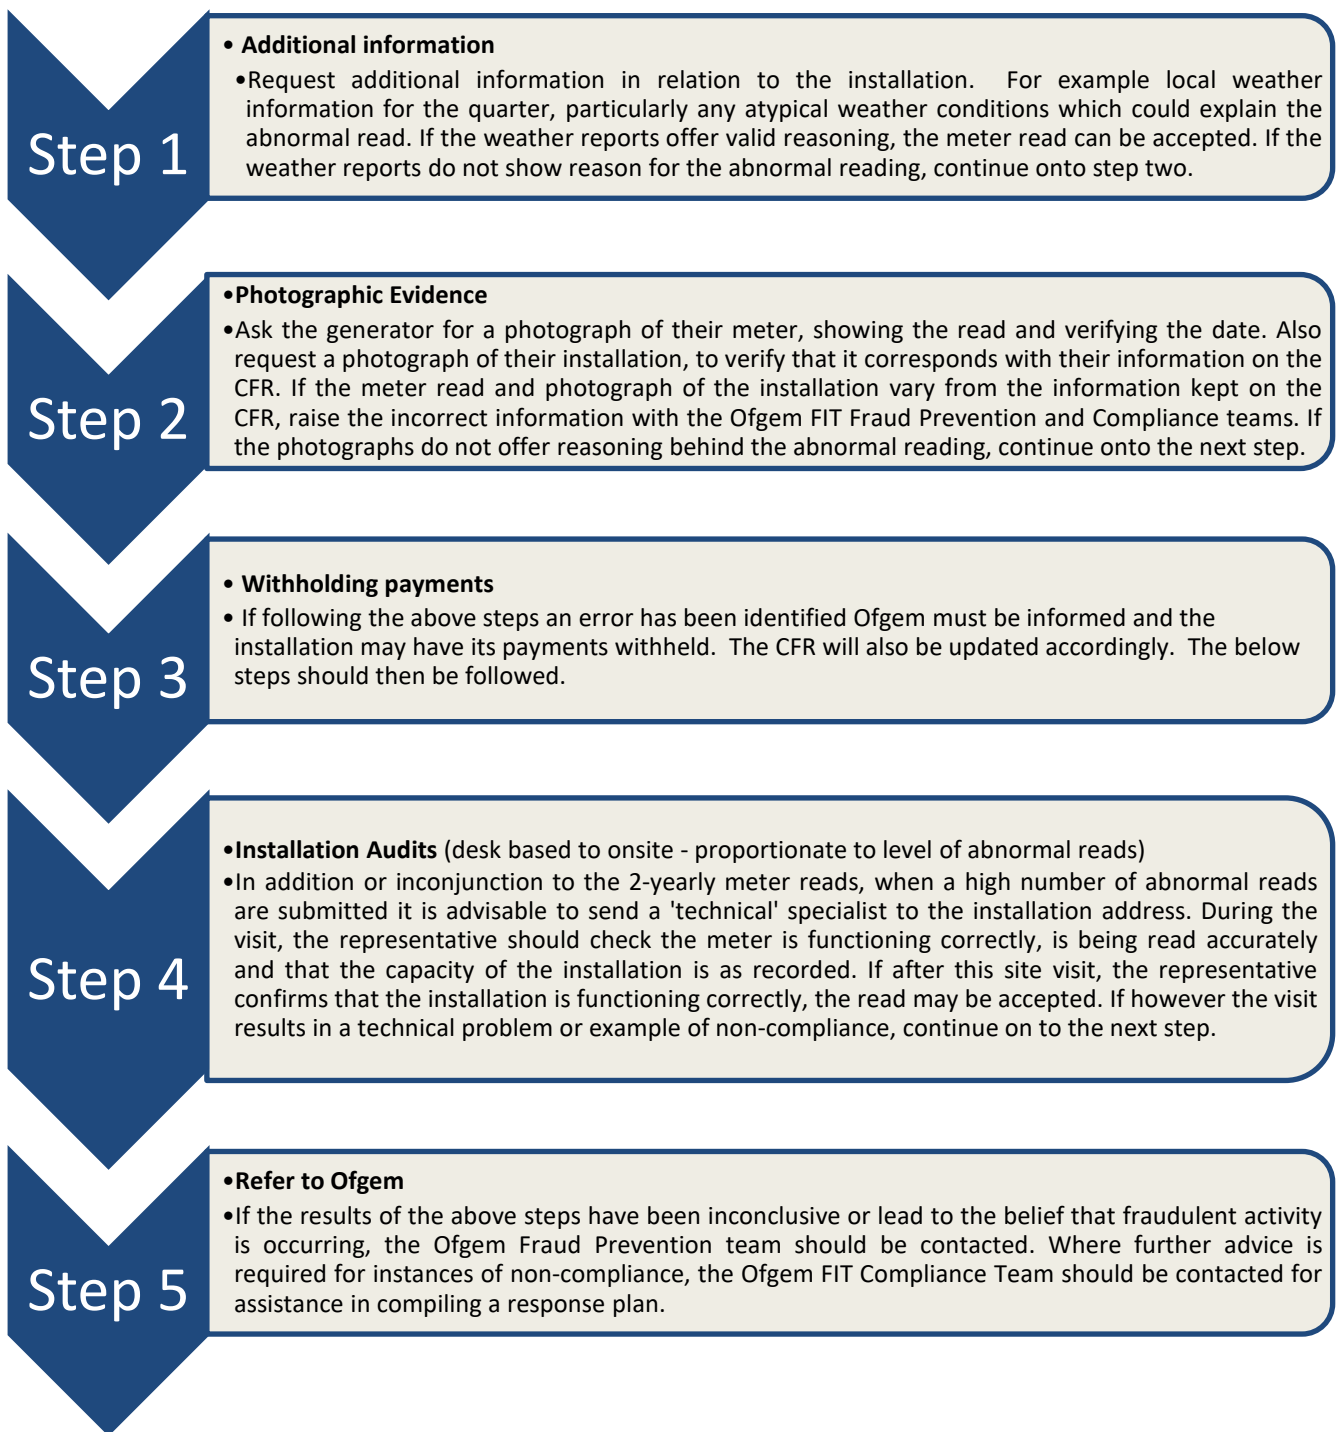 Step 1
• Additional information
•Request additional information in relation to the installation. For example local weather
information for the quarter, particularly any atypical weather conditions which could explain the
abnormal read. If the weather reports offer valid reasoning, the meter read can be accepted. If the
weather reports do not show reason for the abnormal reading, continue onto step two.
Step 2
•Photographic Evidence
•Ask the generator for a photograph of their meter, showing the read and verifying the date. Also
request a photograph of their installation, to verify that it corresponds with their information on the
CFR. If the meter read and photograph of the installation vary from the information kept on the
CFR, raise the incorrect information with the Ofgem FIT Fraud Prevention and Compliance teams. If
the photographs do not offer reasoning behind the abnormal reading, continue onto the next step.
Step 3
• Withholding payments
• If following the above steps an error has been identified Ofgem must be informed and the
installation may have its payments withheld. The CFR will also be updated accordingly. The below
steps should then be followed.
Step 4
•Installation Audits (desk based to onsite - proportionate to level of abnormal reads)
•In addition or inconjunction to the 2-yearly meter reads, when a high number of abnormal reads
are submitted it is advisable to send a 'technical' specialist to the installation address. During the
visit, the representative should check the meter is functioning correctly, is being read accurately
and that the capacity of the installation is as recorded. If after this site visit, the representative
confirms that the installation is functioning correctly, the read may be accepted. If however the visit
results in a technical problem or example of non-compliance, continue on to the next step.
Step 5
•Refer to Ofgem
•If the results of the above steps have been inconclusive or lead to the belief that fraudulent activity
is occurring, the Ofgem Fraud Prevention team should be contacted. Where further advice is
required for instances of non-compliance, the Ofgem FIT Compliance Team should be contacted for
assistance in compiling a response plan.